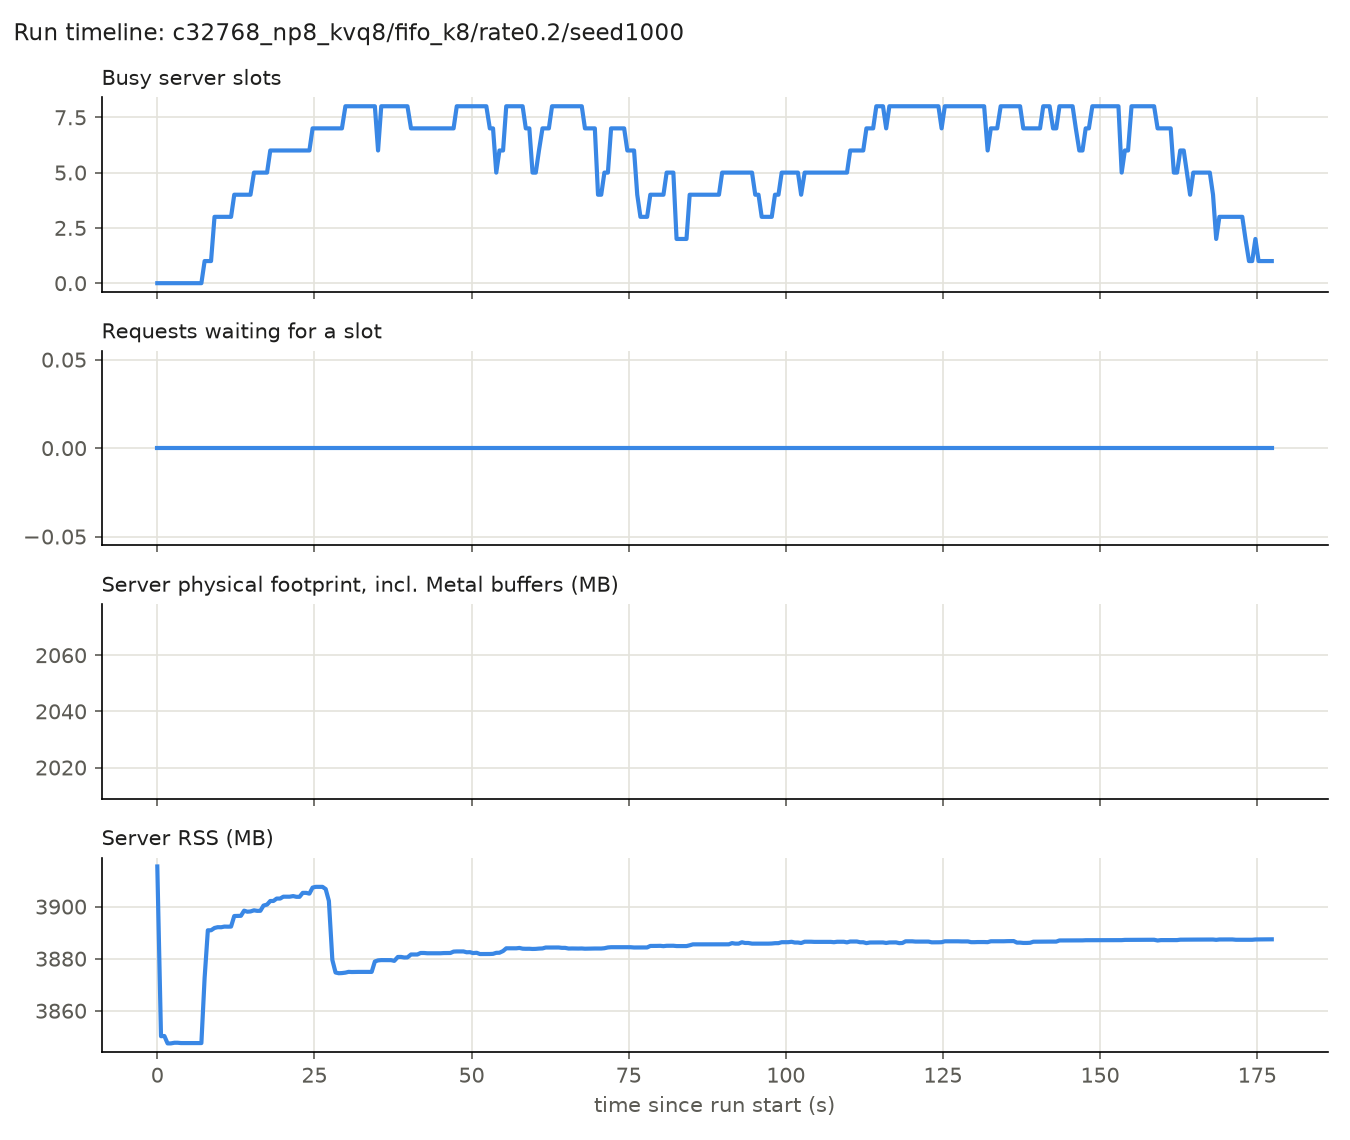 Run timeline: c32768_np8_kvq8/fifo_k8/rate0.2/seed1000
Busy server slots
7.5
5.0
2.5
0.0
Requests waiting for a slot
0.05
0.00
−0.05
Server physical footprint, incl. Metal buffers (MB)
2060
2040
2020
Server RSS (MB)
3900
3880
3860
0 25 50 75 100 125 150 175
time since run start (s)